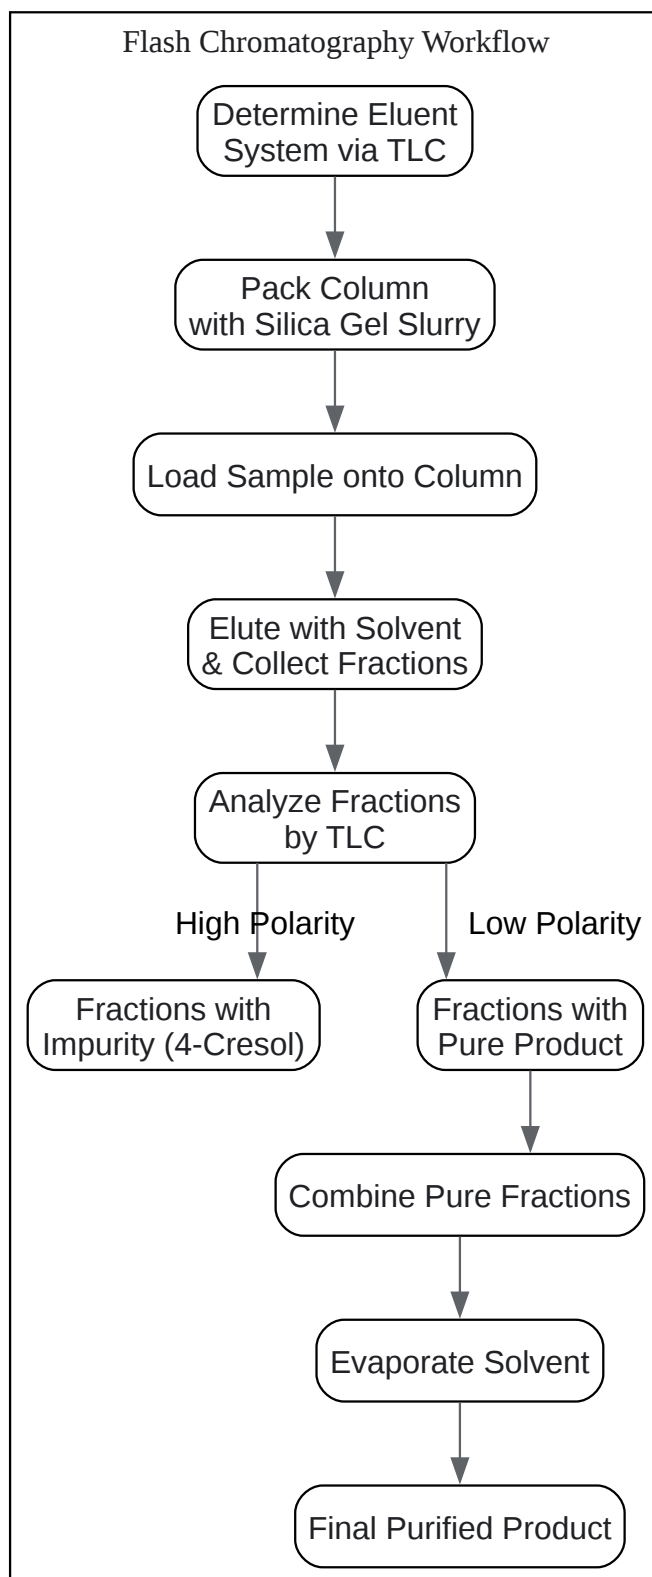 Flash Chromatography Workflow
Determine Eluent
System via TLC
Pack Column
with Silica Gel Slurry
Load Sample onto Column
Elute with Solvent
& Collect Fractions
Analyze Fractions
by TLC
High Polarity
Low Polarity
Fractions with
Impurity (4-Cresol)
Fractions with
Pure Product
Combine Pure Fractions
Evaporate Solvent
Final Purified Product